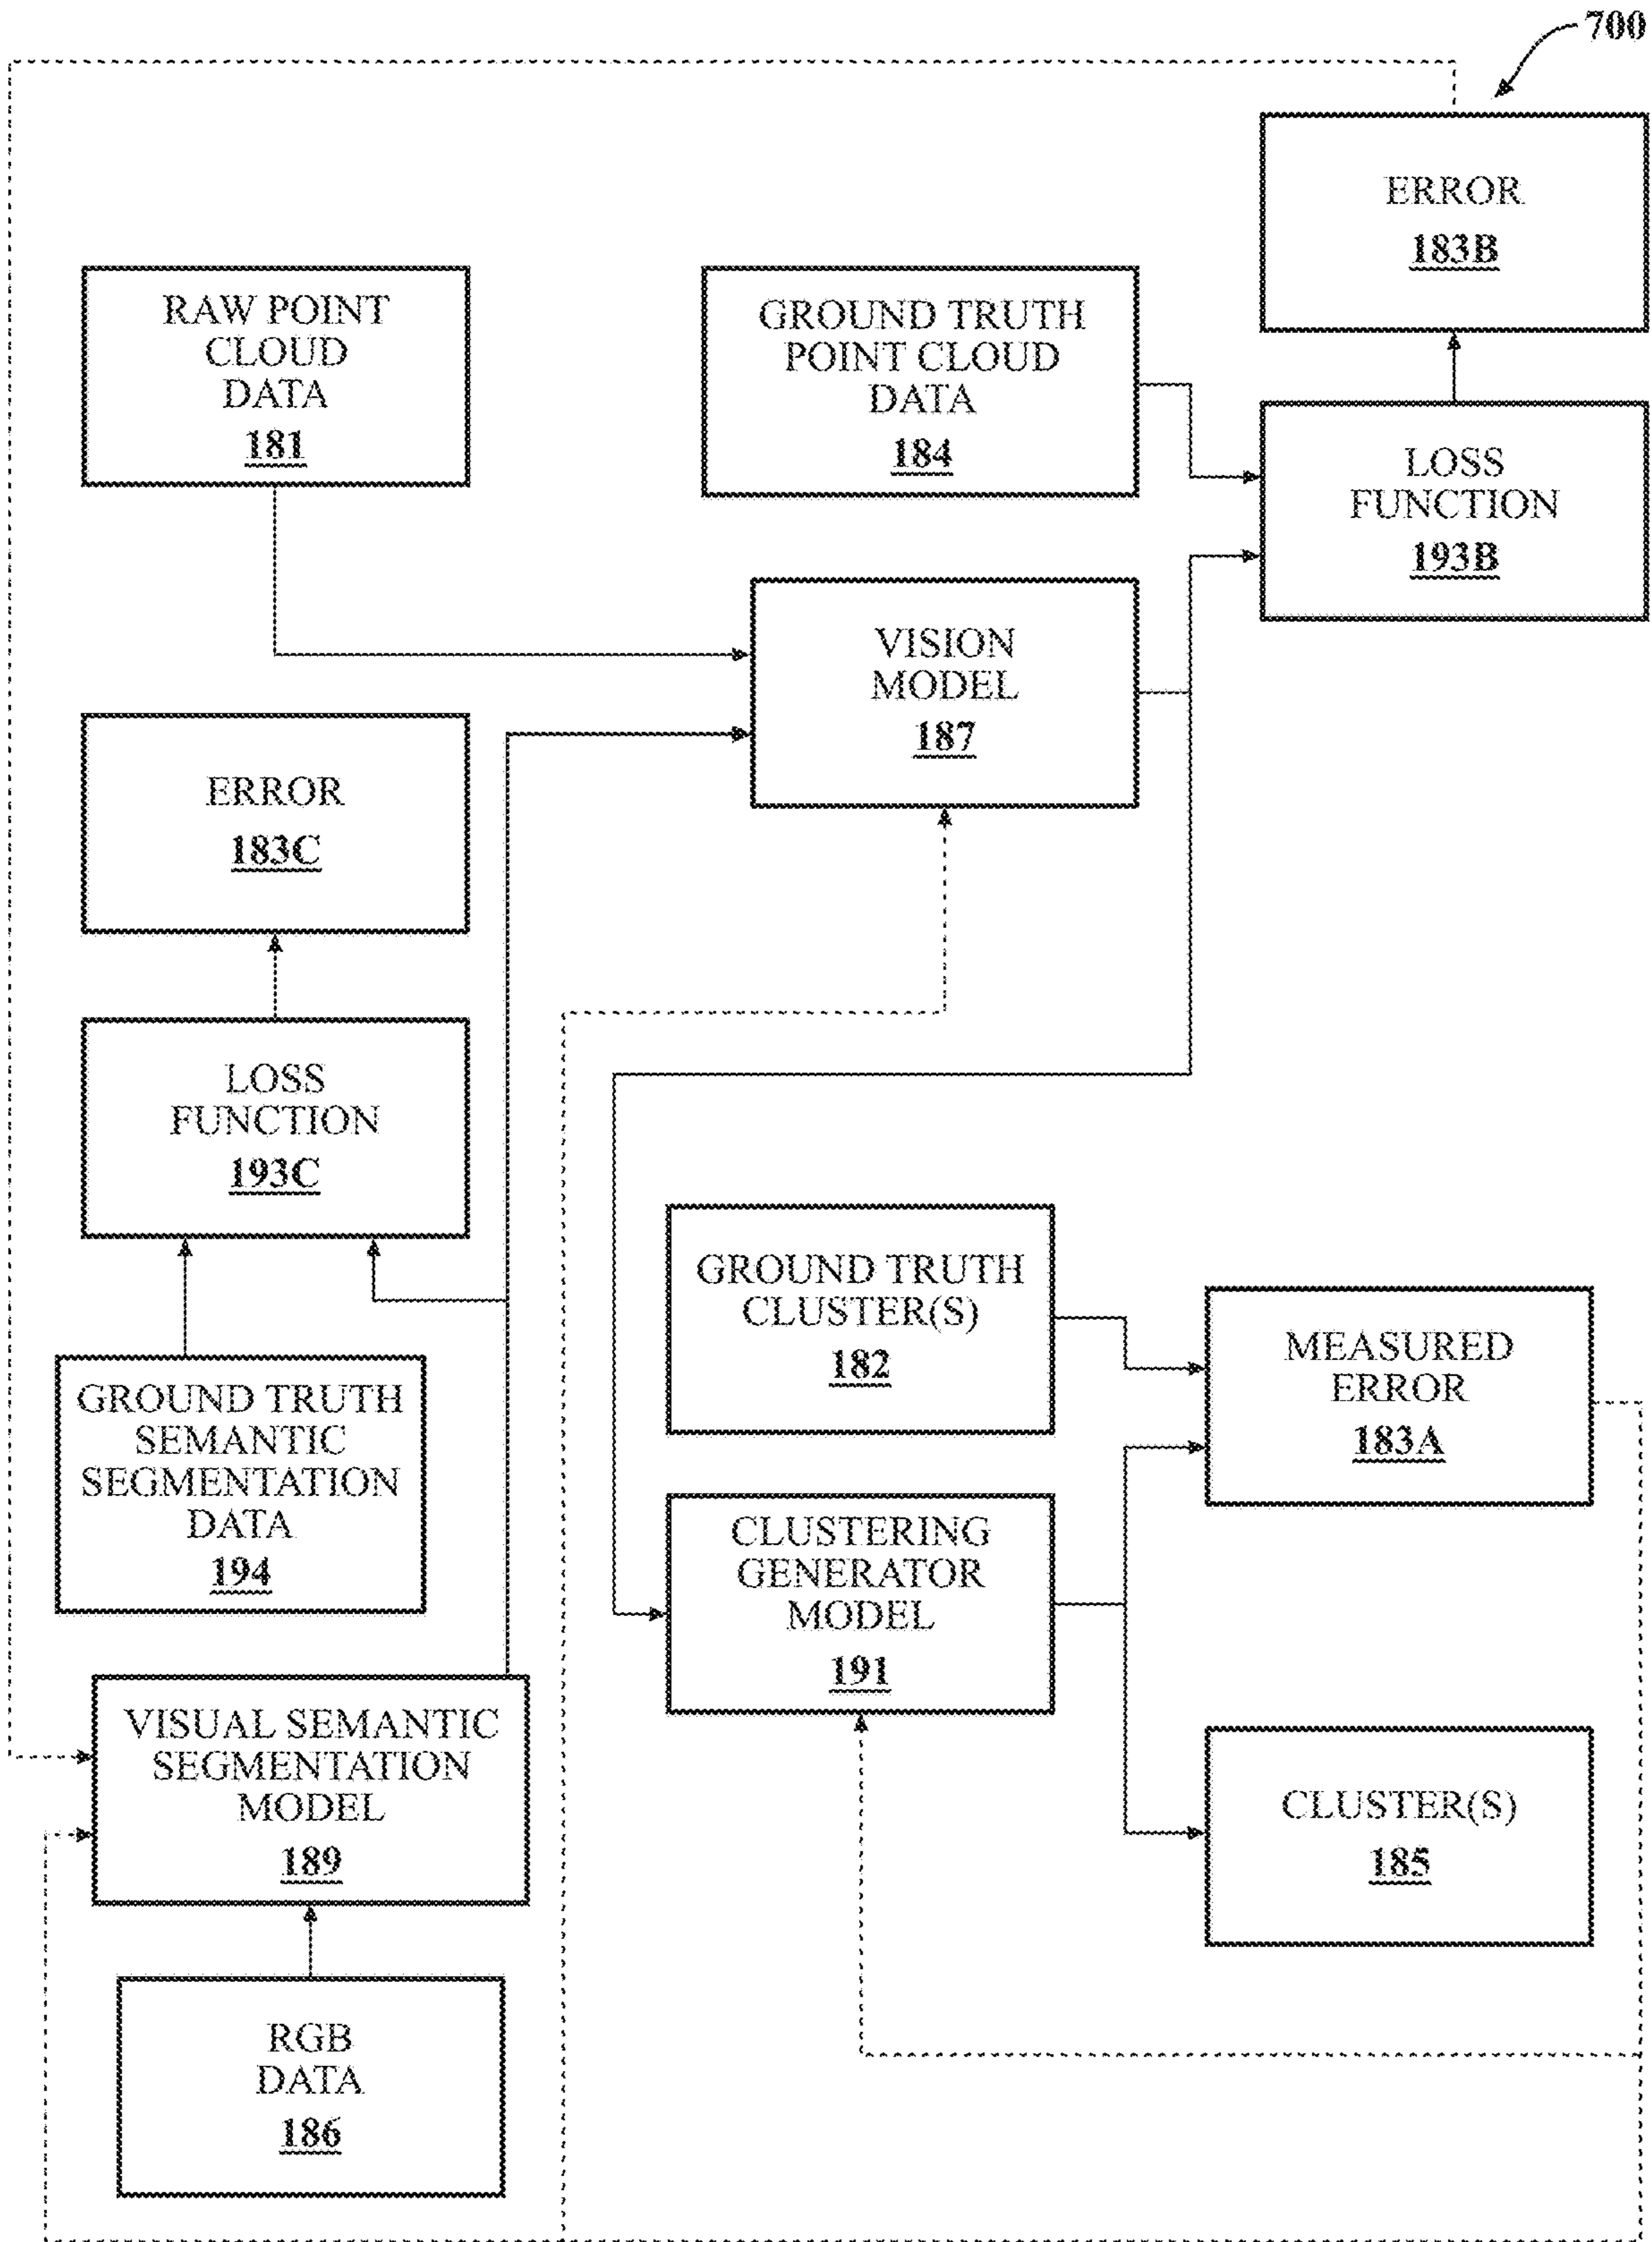 700
ERROR
183B
RAW POINT
CLOUD
DATA
181
GROUND TRUTH
POINT CLOUD
DATA
184
LOSS
FUNCTION
193B
VISION
MODEL
187
ERROR
183C
LOSS
FUNCTION
193C
GROUND TRUTH
CLUSTER(S)
182
MEASURED
ERROR
183A
GROUND TRUTH
SEMANTIC
SEGMENTATION
DATA
194
CLUSTERING
GENERATOR
MODEL
191
VISUAL SEMANTIC
SEGMENTATION
MODEL
189
CLUSTER(S)
185
RGB
DATA
186